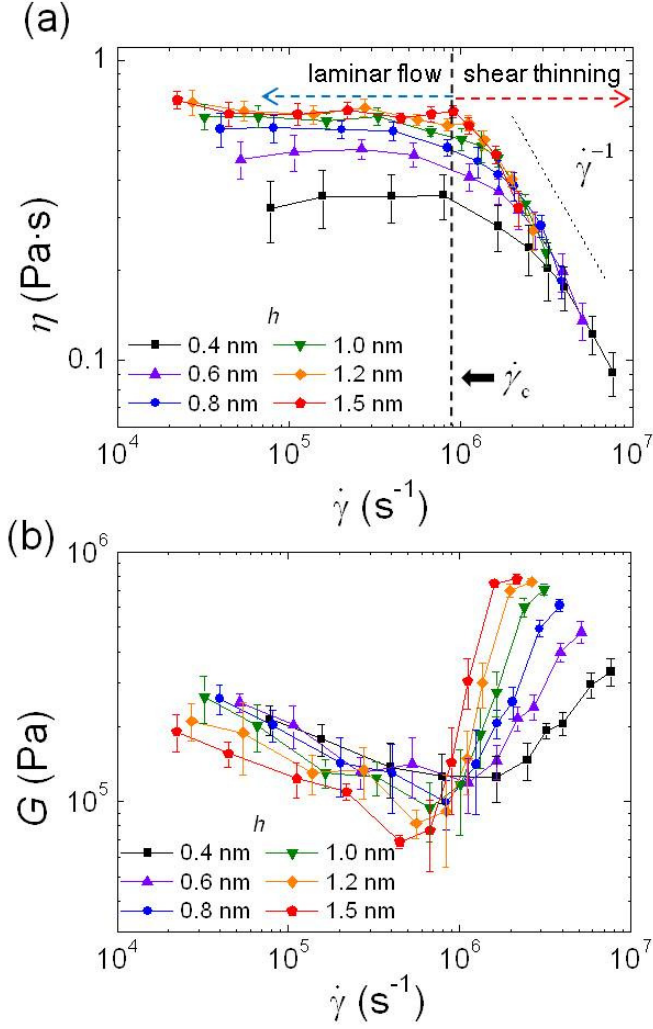 (a)
1
laminar flow
shear thinning
γ̇⁻¹
η (Pa·s)
h
0.4 nm 1.0 nm
0.6 nm 1.2 nm
0.8 nm 1.5 nm
γ̇c
0.1
10⁴ 10⁵ 10⁶ 10⁷
γ̇ (s⁻¹)
(b)
10⁶
G (Pa)
10⁵
h
0.4 nm 1.0 nm
0.6 nm 1.2 nm
0.8 nm 1.5 nm
10⁴ 10⁵ 10⁶ 10⁷
γ̇ (s⁻¹)